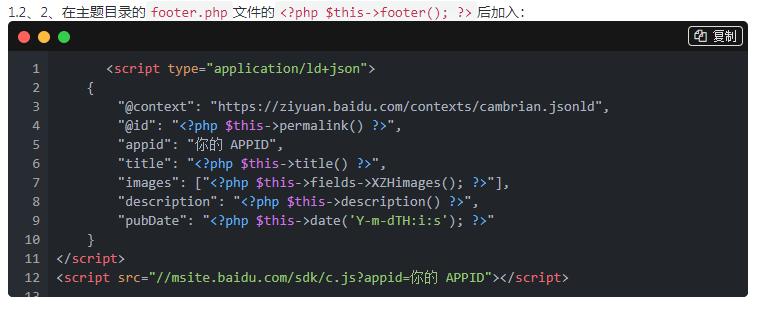 1.2、2、在主题目录的 footer.php 文件的 <?php $this->footer(); ?> 后加入：
复制
1 <script type="application/ld+json">
2 {
3 "@context": "https://ziyuan.baidu.com/contexts/cambrian.jsonld",
4 "@id": "<?php $this->permalink() ?>",
5 "appid": "你的 APPID",
6 "title": "<?php $this->title() ?>",
7 "images": ["<?php $this->fields->XZHimages(); ?>"],
8 "description": "<?php $this->description() ?>",
9 "pubDate": "<?php $this->date('Y-m-dTH:i:s'); ?>"
10 }
11 </script>
12 <script src="//msite.baidu.com/sdk/c.js?appid=你的 APPID"></script>
13